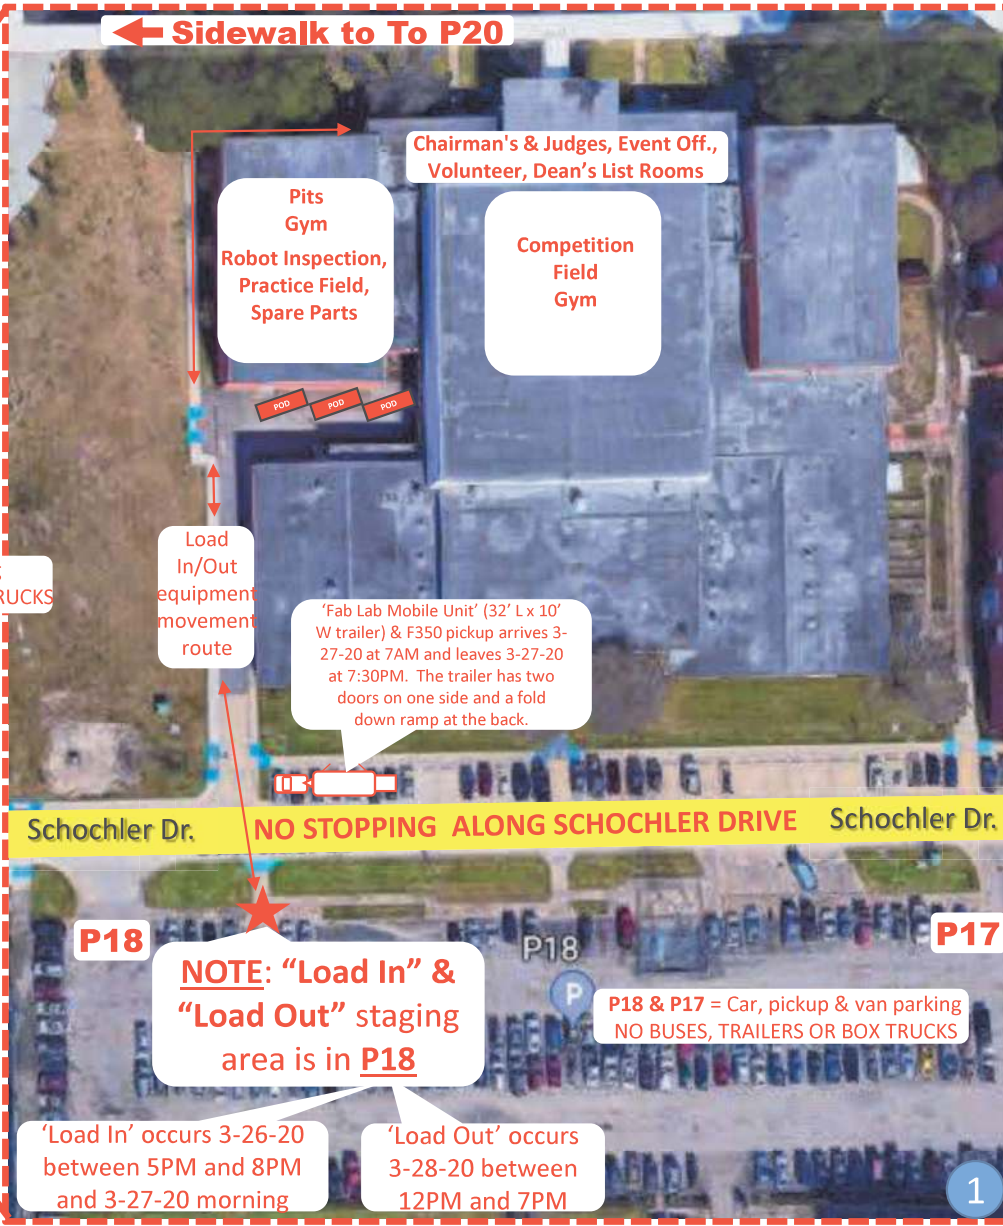 Sidewalk to To P20
Chairman's & Judges, Event Off.,
Volunteer, Dean's List Rooms
Pits
Gym
Robot Inspection,
Practice Field,
Spare Parts
Competition
Field
Gym
POD
POD
POD
Load
In/Out
equipment
movement
route
RUCKS
'Fab Lab Mobile Unit' (32' L x 10'
W trailer) & F350 pickup arrives 3-
27-20 at 7AM and leaves 3-27-20
at 7:30PM. The trailer has two
doors on one side and a fold
down ramp at the back.
Schochler Dr.
NO STOPPING ALONG SCHOCHLER DRIVE
Schochler Dr.
P18
P18
P
P17
NOTE: "Load In" &
"Load Out" staging
area is in P18
P18 & P17 = Car, pickup & van parking
NO BUSES, TRAILERS OR BOX TRUCKS
'Load In' occurs 3-26-20
between 5PM and 8PM
and 3-27-20 morning
'Load Out' occurs
3-28-20 between
12PM and 7PM
1